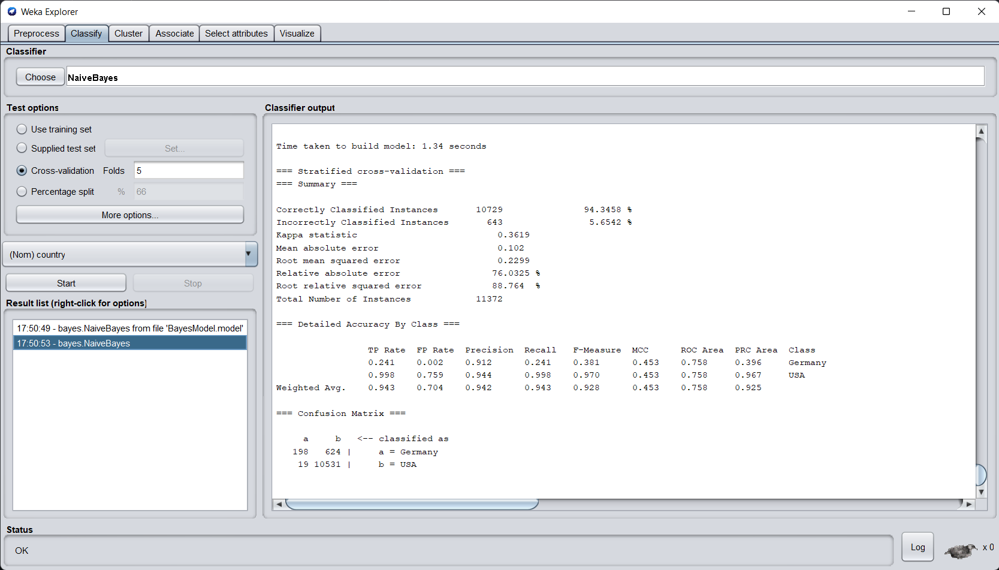 Weka Explorer
Preprocess Classify Cluster Associate Select attributes Visualize
Classifier
Choose NaiveBayes
Test options
Use training set
Supplied test set Set...
Cross-validation Folds 5
Percentage split % 66
More options...
(Nom) country
Start Stop
Result list (right-click for options)
17:50:49 - bayes.NaiveBayes from file 'BayesModel.model'
17:50:53 - bayes.NaiveBayes
Classifier output
Time taken to build model: 1.34 seconds
=== Stratified cross-validation ===
=== Summary ===
Correctly Classified Instances 10729 94.3458 %
Incorrectly Classified Instances 643 5.6542 %
Kappa statistic 0.3619
Mean absolute error 0.102
Root mean squared error 0.2299
Relative absolute error 76.0325 %
Root relative squared error 88.764 %
Total Number of Instances 11372
=== Detailed Accuracy By Class ===
TP Rate FP Rate Precision Recall F-Measure MCC ROC Area PRC Area Class
0.241 0.002 0.912 0.241 0.381 0.453 0.758 0.396 Germany
0.998 0.759 0.944 0.998 0.970 0.453 0.758 0.967 USA
Weighted Avg. 0.943 0.704 0.942 0.943 0.928 0.453 0.758 0.925
=== Confusion Matrix ===
a b <-- classified as
198 624 | a = Germany
19 10531 | b = USA
Status
OK
Log x 0